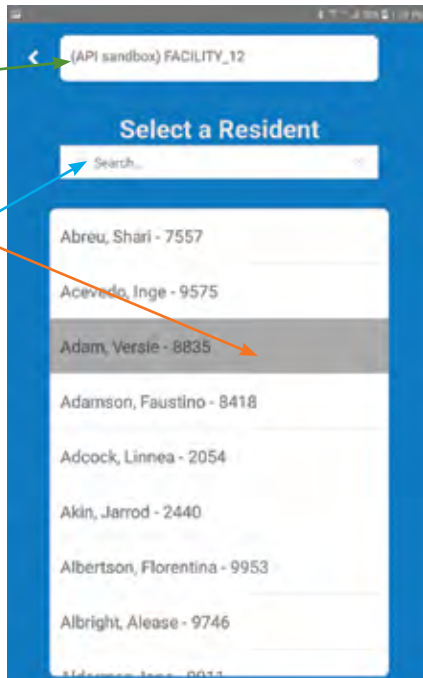 (API sandbox) FACILITY_12
Select a Resident
Search...
Abreu, Shari - 7557
Acevedo, Inge - 9575
Adam, Versie - 8835
Adamson, Faustino - 8418
Adcock, Linnea - 2054
Akin, Jarrod - 2440
Albertson, Florentina - 9953
Albright, Alease - 9746